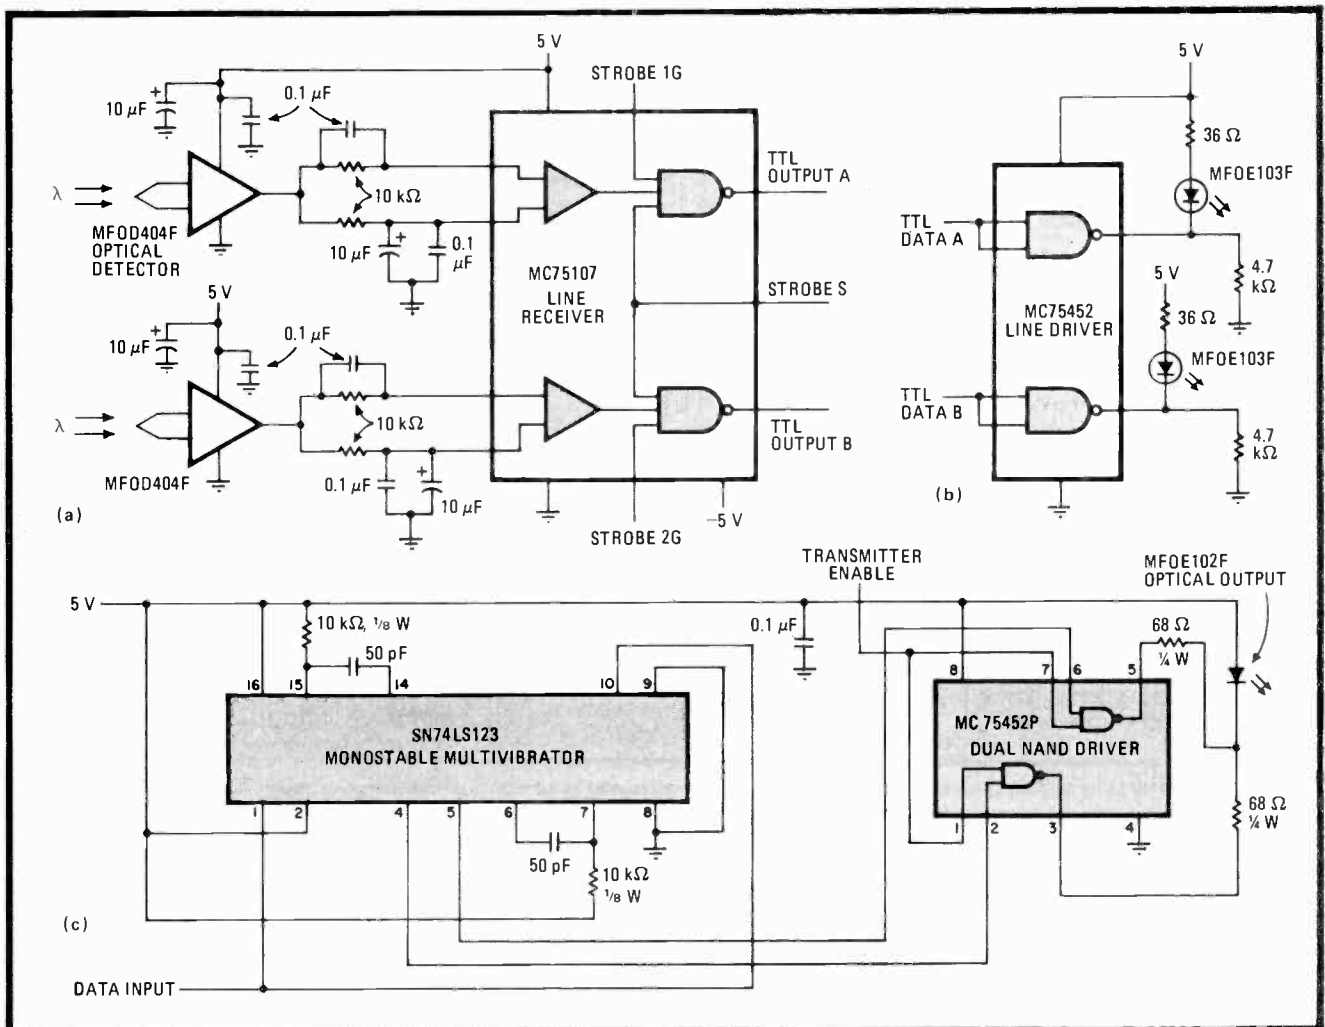 5 V
STROBE 1G
10 µF
+
0.1 µF
λ
MFOD404F
OPTICAL
DETECTOR
10 kΩ
10 µF
+
0.1
µF
MC75107
LINE
RECEIVER
TTL
OUTPUT A
STROBE S
5 V
10 µF
+
0.1 µF
λ
MFOD404F
10 kΩ
0.1 µF
+
10 µF
TTL
OUTPUT B
–5 V
STROBE 2G
(a)
5 V
36 Ω
MFOE103F
TTL
DATA A
5 V
4.7
kΩ
MC75452
LINE DRIVER
36 Ω
MFOE103F
TTL
DATA B
4.7
kΩ
(b)
TRANSMITTER
ENABLE
MFOE102F
OPTICAL OUTPUT
5 V
10 kΩ, 1/8 W
50 pF
0.1 µF
68 Ω
¼ W
16 15 14 10 9
8 7 6 5
SN74LS123
MONOSTABLE MULTIVIBRATOR
MC 75452P
DUAL NAND DRIVER
1 2 4 5 6 7 8
1 2 3 4
68 Ω
¼ W
50 pF
10 kΩ
1/8 W
(c)
DATA INPUT